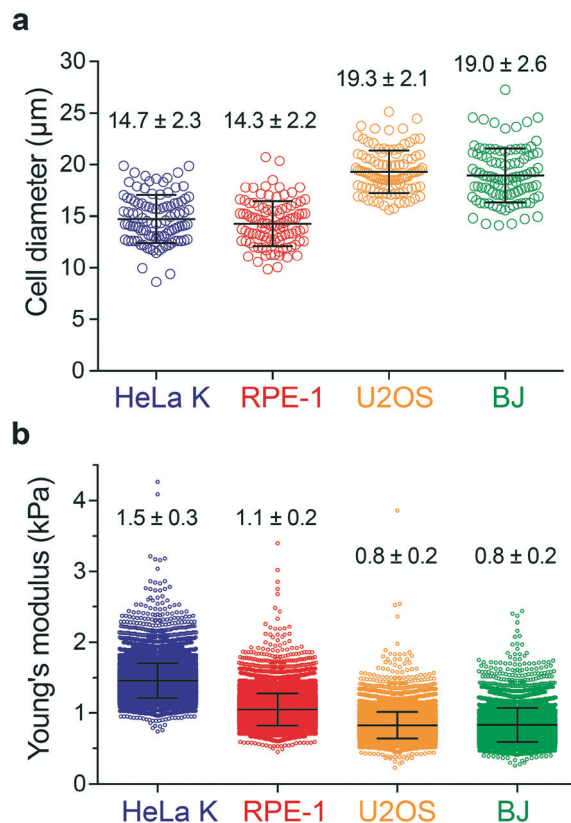 a
Cell diameter (µm)
30
25
20
15
10
5
0
14.7 ± 2.3
14.3 ± 2.2
19.3 ± 2.1
19.0 ± 2.6
HeLa K
RPE-1
U2OS
BJ
b
Young's modulus (kPa)
4
3
2
1
0
1.5 ± 0.3
1.1 ± 0.2
0.8 ± 0.2
0.8 ± 0.2
HeLa K
RPE-1
U2OS
BJ